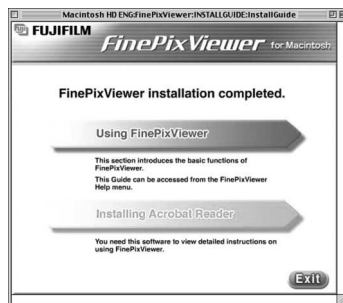 Macintosh HD ENG:FinePixViewer:INSTALLGUIDE:InstallGuide
FUJIFILM
FinePixViewer for Macintosh
FinePixViewer installation completed.
Using FinePixViewer
This section introduces the basic functions of
FinePixViewer.
This Guide can be accessed from the FinePixViewer
Help menu.
Installing Acrobat Reader
You need this software to view detailed instructions on
using FinePixViewer.
Exit